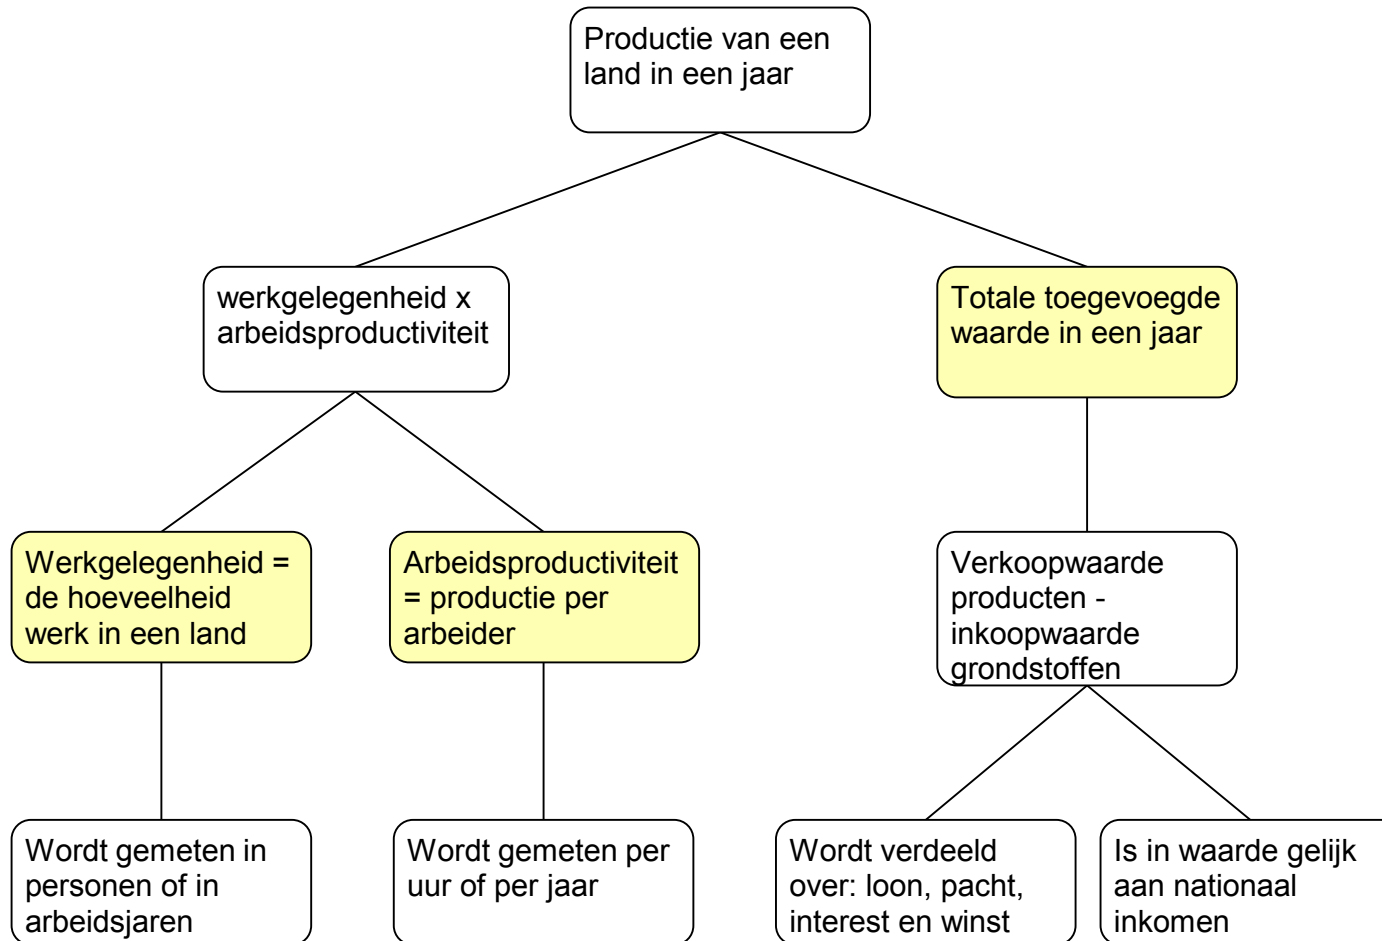 Productie van een
land in een jaar
werkgelegenheid x
arbeidsproductiviteit
Totale toegevoegde
waarde in een jaar
Werkgelegenheid =
de hoeveelheid
werk in een land
Arbeidsproductiviteit
= productie per
arbeider
Verkoopwaarde
producten -
inkoopwaarde
grondstoffen
Wordt gemeten in
personen of in
arbeidsjaren
Wordt gemeten per
uur of per jaar
Wordt verdeeld
over: loon, pacht,
interest en winst
Is in waarde gelijk
aan nationaal
inkomen